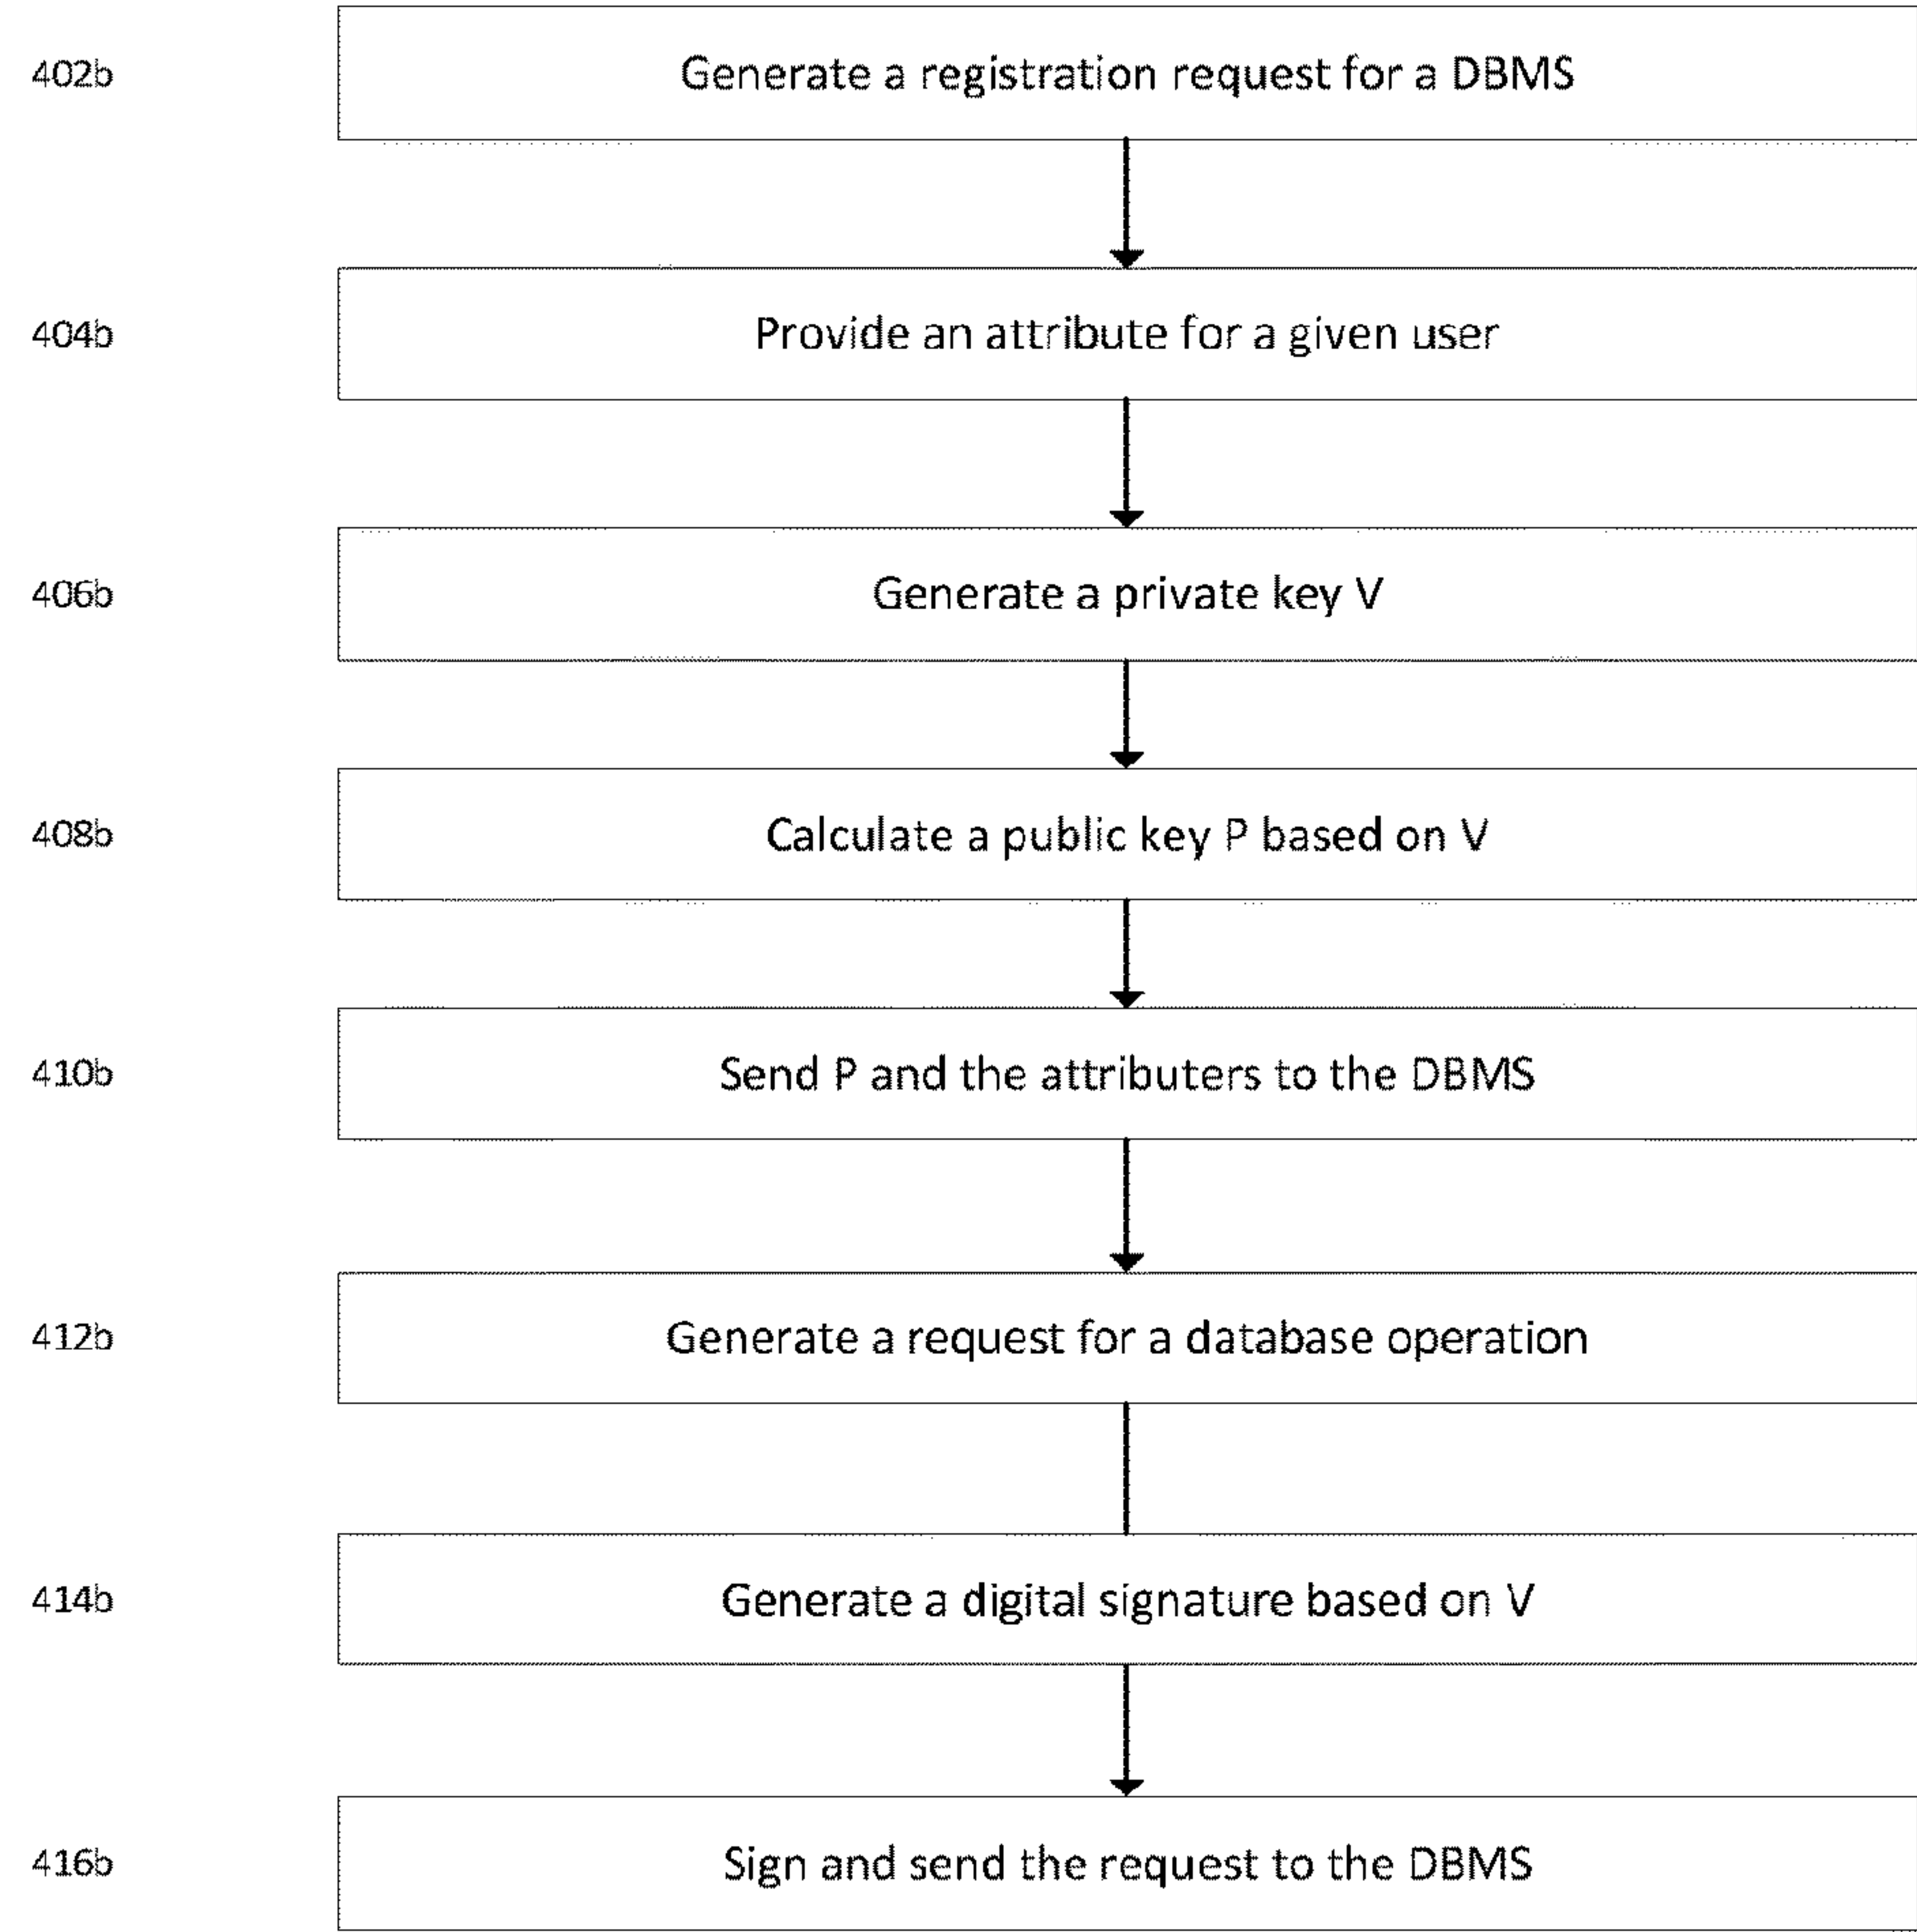 402b Generate a registration request for a DBMS
404b Provide an attribute for a given user
406b Generate a private key V
408b Calculate a public key P based on V
410b Send P and the attributers to the DBMS
412b Generate a request for a database operation
414b Generate a digital signature based on V
416b Sign and send the request to the DBMS